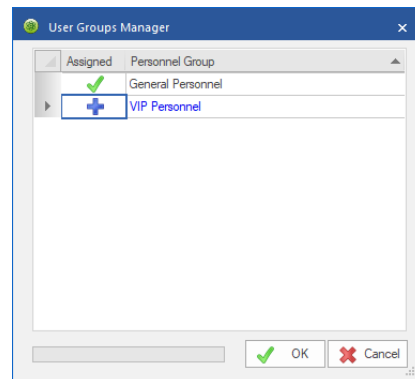 User Groups Manager
Assigned Personnel Group
General Personnel
VIP Personnel
OK Cancel